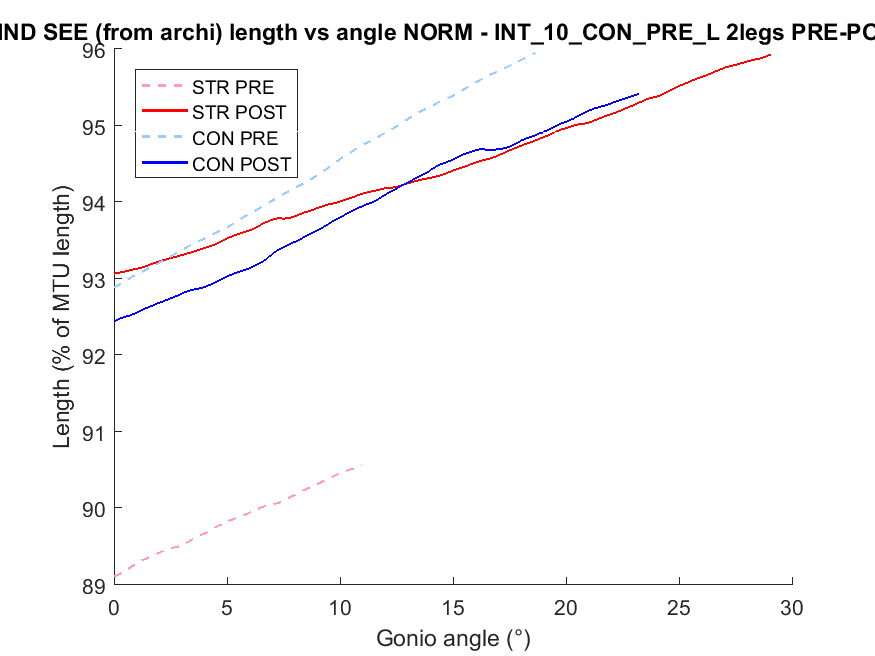 IND SEE (from archi) length vs angle NORM - INT_10_CON_PRE_L 2legs PRE-PO
96
95
94
93
92
91
90
89
Length (% of MTU length)
STR PRE
STR POST
CON PRE
CON POST
0 5 10 15 20 25 30
Gonio angle (°)